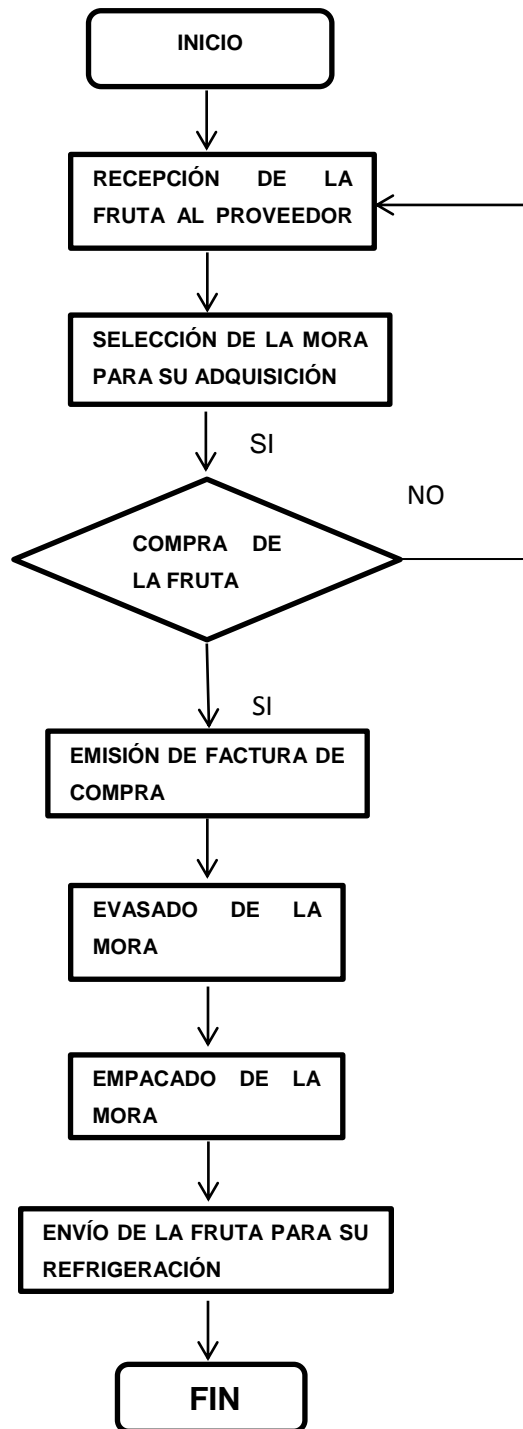 INICIO
RECEPCIÓN DE LA
FRUTA AL PROVEEDOR
SELECCIÓN DE LA MORA
PARA SU ADQUISICIÓN
SI
NO
COMPRA DE
LA FRUTA
SI
EMISIÓN DE FACTURA DE
COMPRA
EVASADO DE LA
MORA
EMPACADO DE LA
MORA
ENVÍO DE LA FRUTA PARA SU
REFRIGERACIÓN
FIN